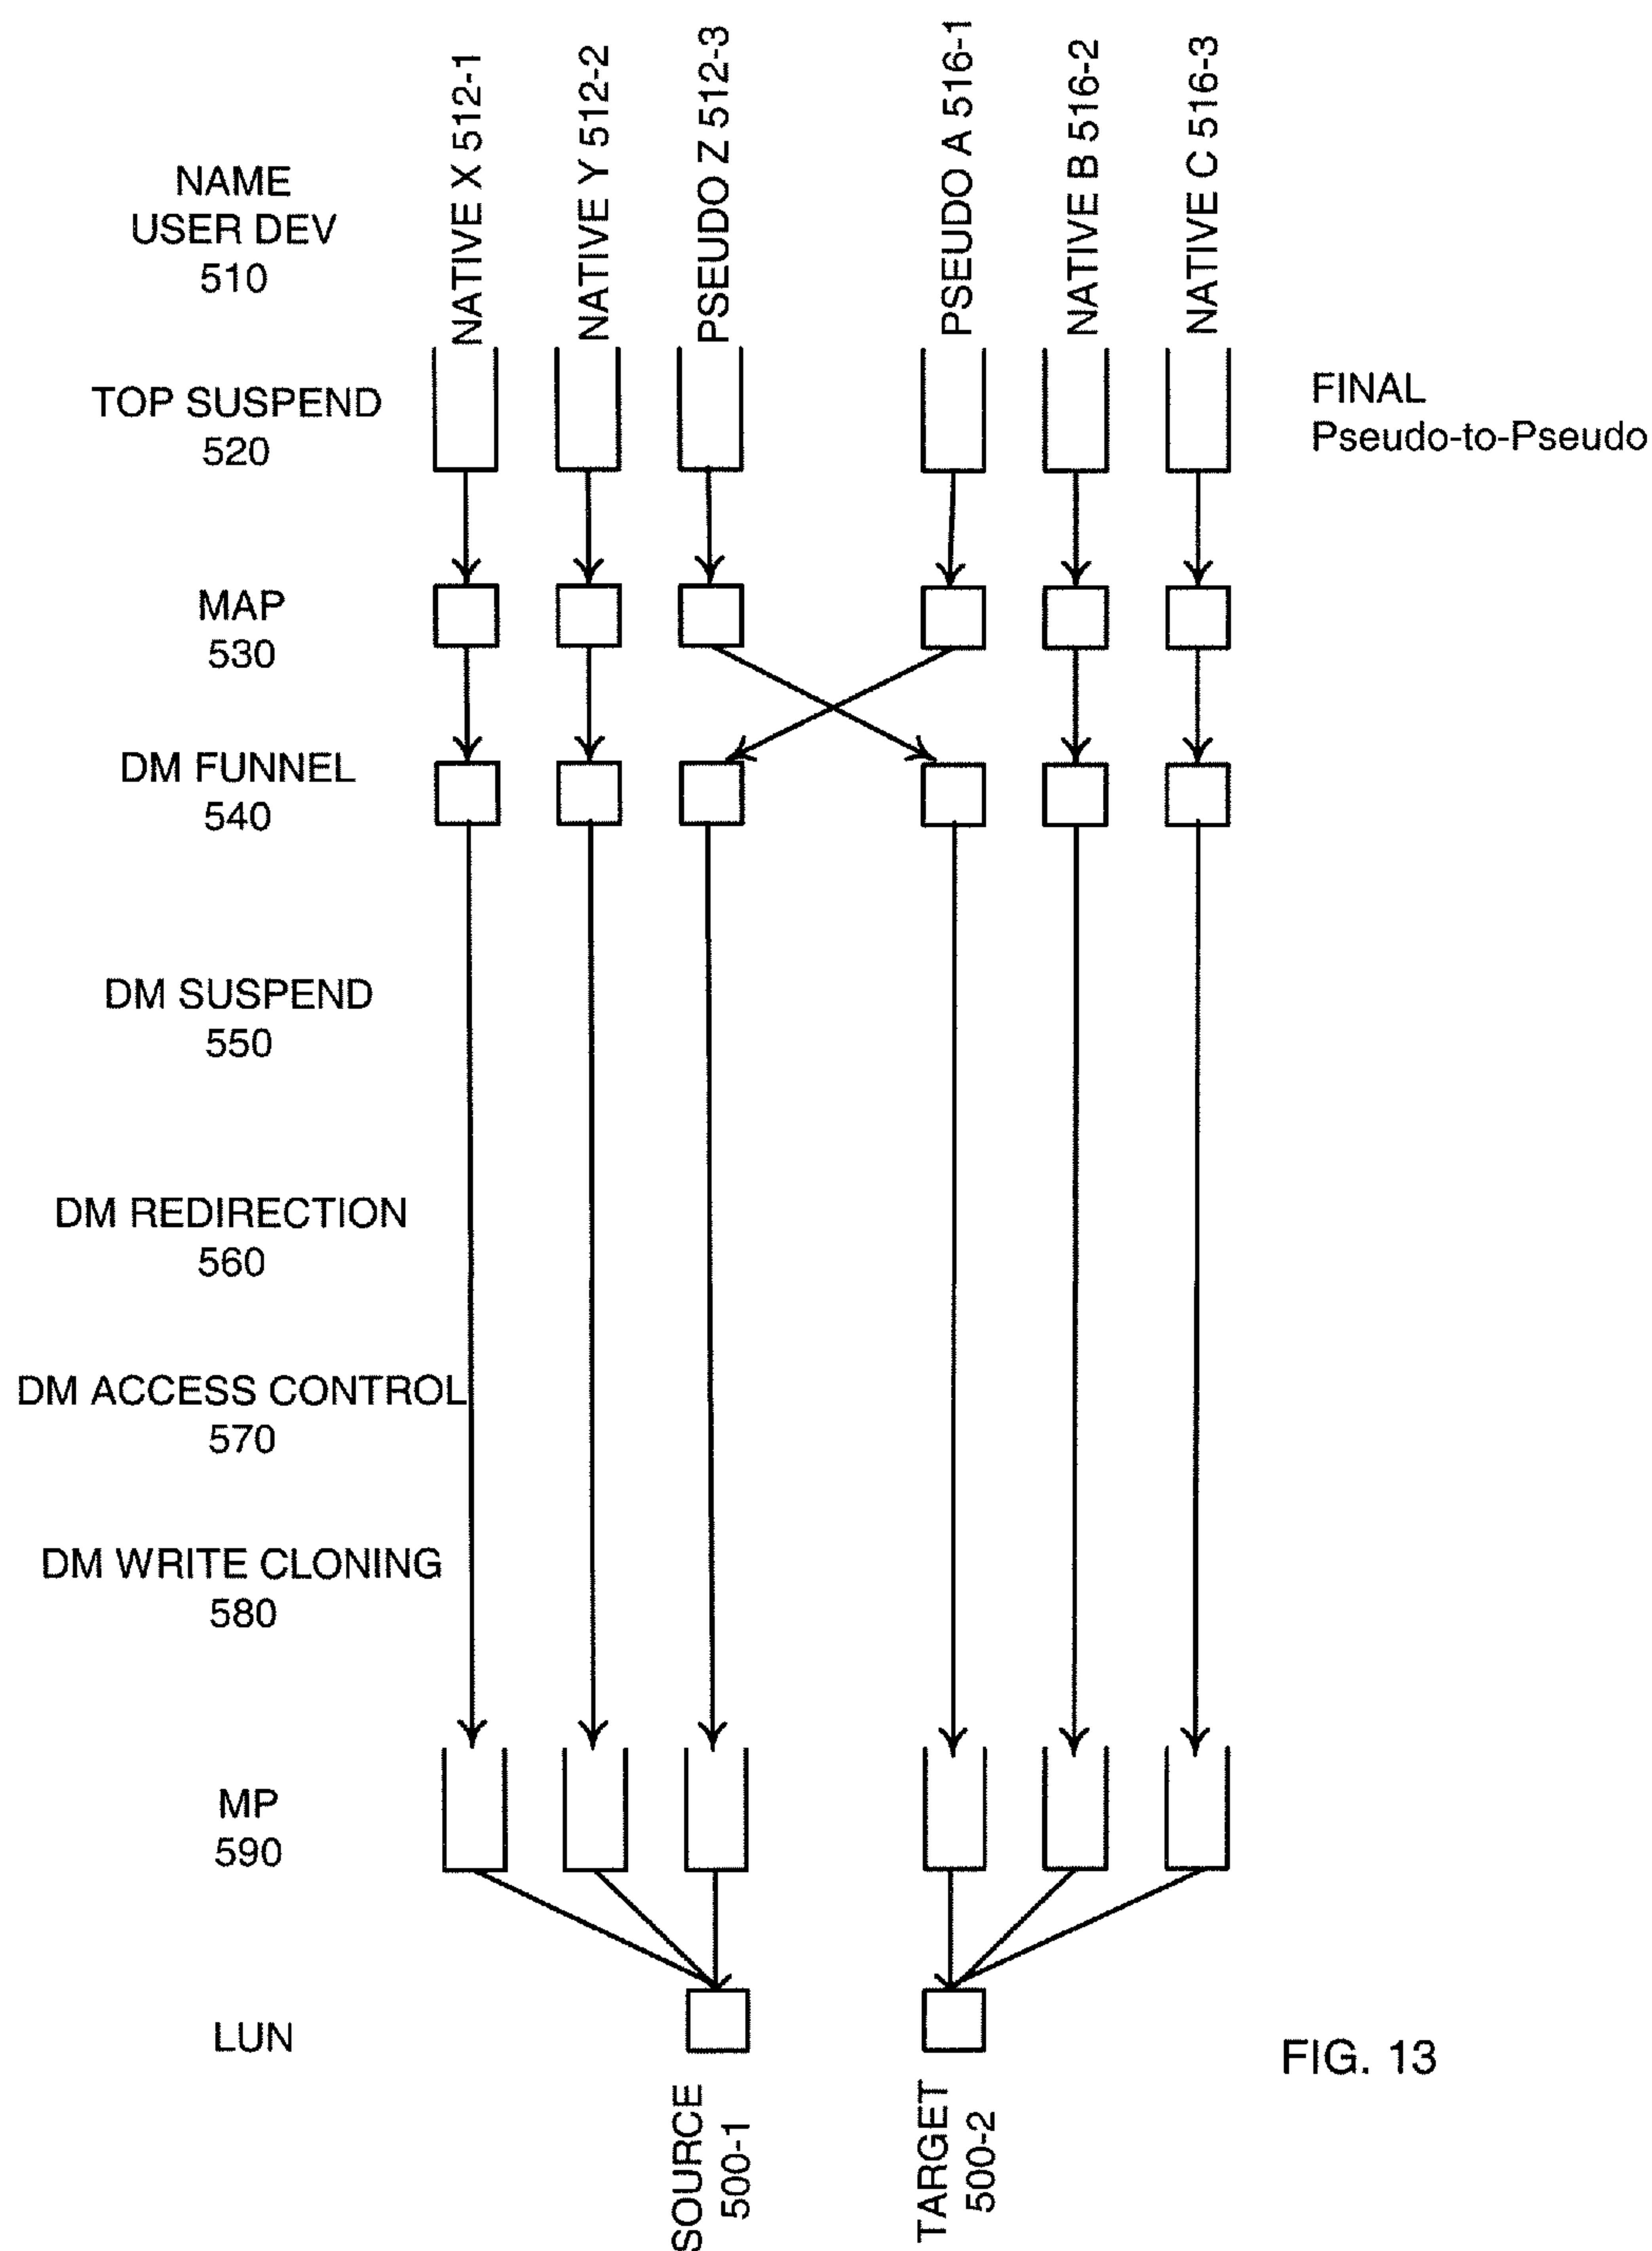 NATIVE X 512-1
NATIVE Y 512-2
PSEUDO Z 512-3
PSEUDO A 516-1
NATIVE B 516-2
NATIVE C 516-3
NAME
USER DEV
510
TOP SUSPEND
520
FINAL
Pseudo-to-Pseudo
MAP
530
DM FUNNEL
540
DM SUSPEND
550
DM REDIRECTION
560
DM ACCESS CONTROL
570
DM WRITE CLONING
580
MP
590
LUN
SOURCE
500-1
TARGET
500-2
FIG. 13